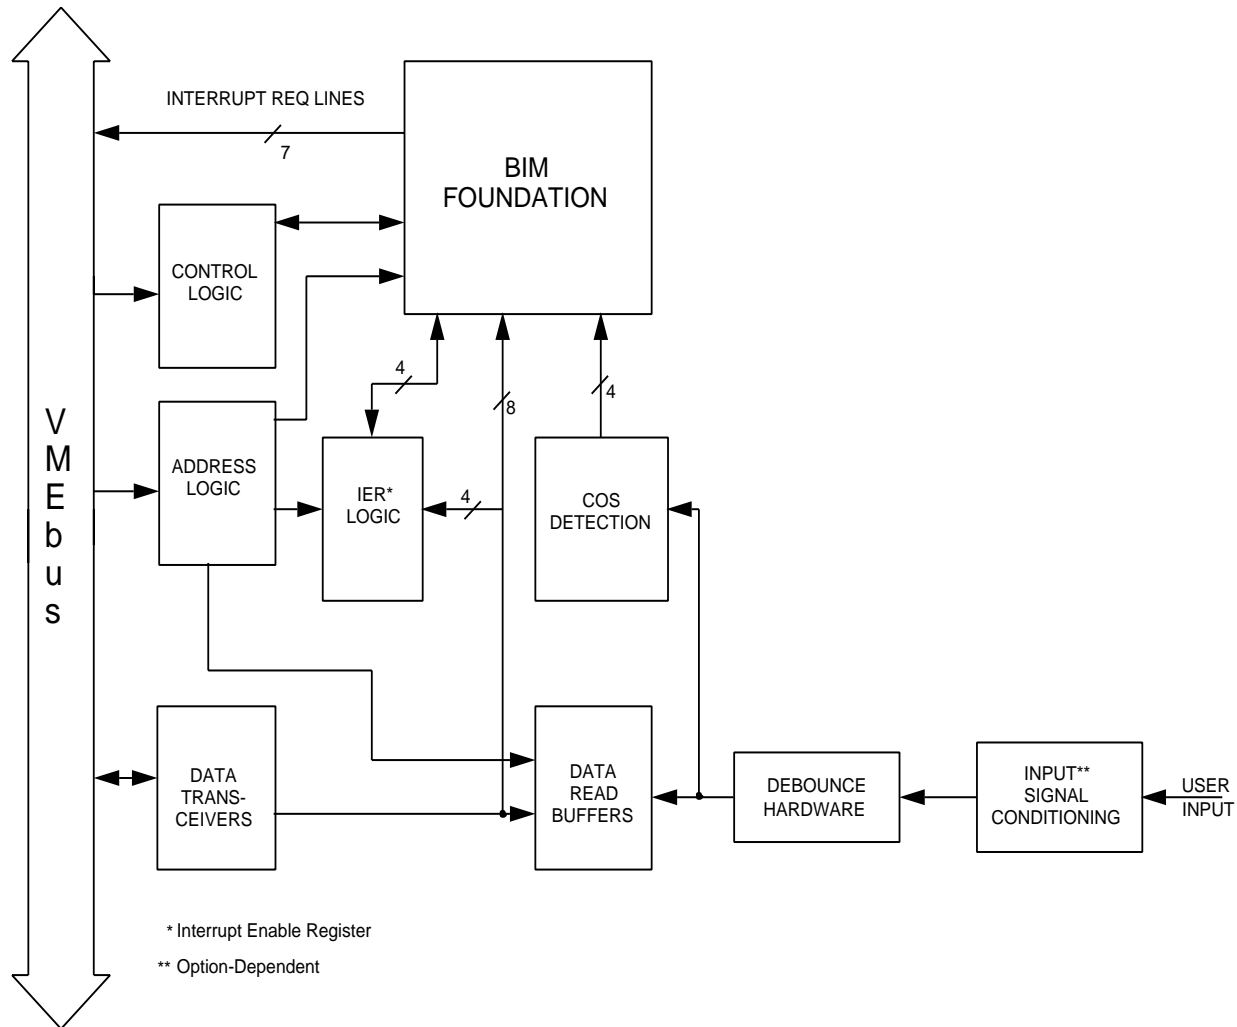 INTERRUPT REQ LINES
7
BIM
FOUNDATION
CONTROL
LOGIC
4
8
4
VMEbus
ADDRESS
LOGIC
IER*
LOGIC
4
COS
DETECTION
DATA
TRANS-
CEIVERS
DATA
READ
BUFFERS
DEBOUNCE
HARDWARE
INPUT**
SIGNAL
CONDITIONING
USER
INPUT
* Interrupt Enable Register
** Option-Dependent